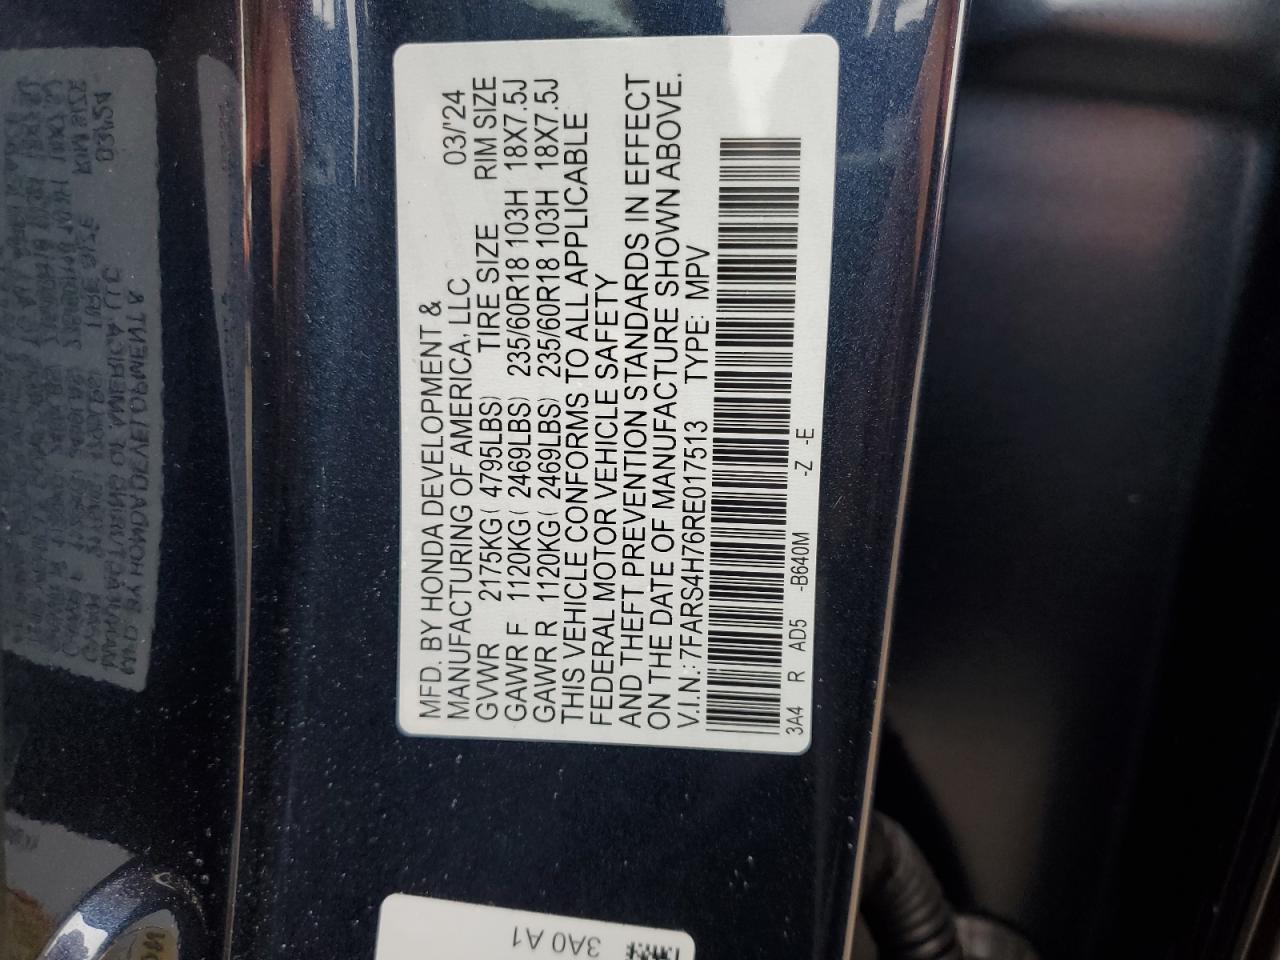 MFD. BY HONDA DEVELOPMENT &
MANUFACTURING OF AMERICA, LLC 03/'24
GVWR 2175KG( 4795LBS) TIRE SIZE RIM SIZE
GAWR F 1120KG( 2469LBS) 235/60R18 103H 18X7.5J
GAWR R 1120KG( 2469LBS) 235/60R18 103H 18X7.5J
THIS VEHICLE CONFORMS TO ALL APPLICABLE
FEDERAL MOTOR VEHICLE SAFETY
AND THEFT PREVENTION STANDARDS IN EFFECT
ON THE DATE OF MANUFACTURE SHOWN ABOVE.
V.I.N.: 7FARS4H76RE017513 TYPE: MPV
3A4 R AD5 -B640M -Z -E
3A0 A1